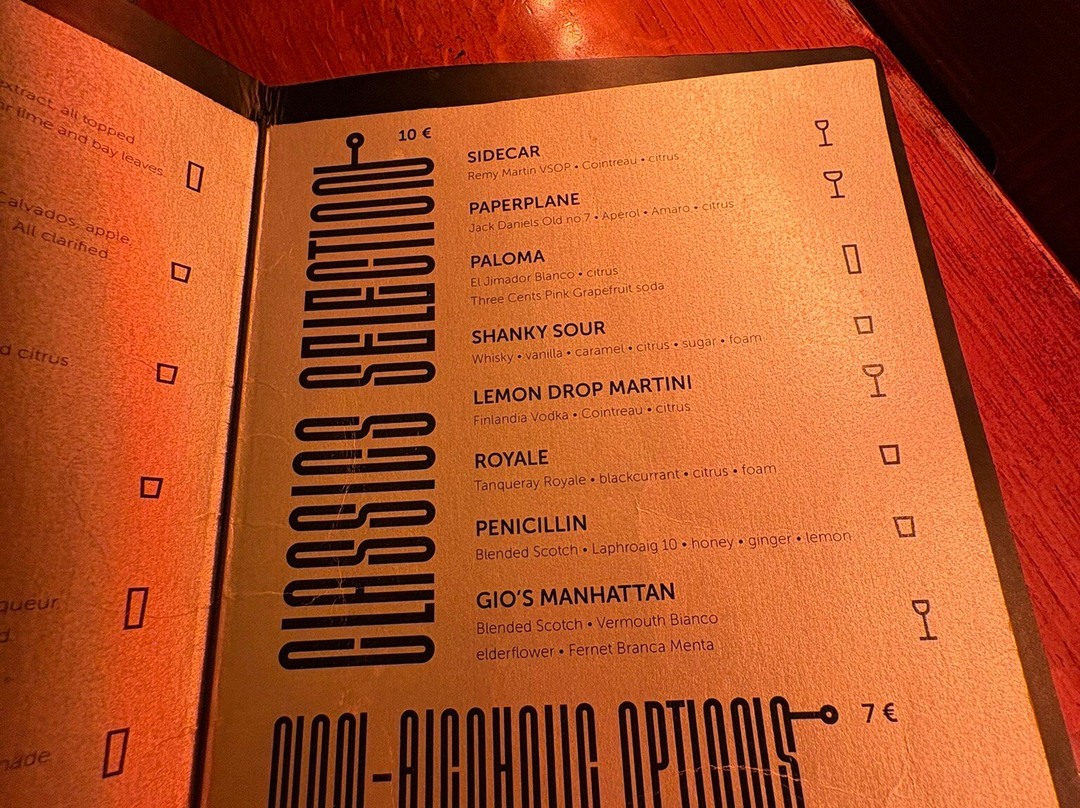 extract, all topped
lime and bay leaves.
calvados, apple,
All clarified
citrus
CLASSICS SELECTION
10 €
SIDECAR
Remy Martin VSOP • Cointreau • citrus
PAPERPLANE
Jack Daniels Old no.7 • Aperol • Amaro • citrus
PALOMA
El Jimador Blanco • citrus
Three Cents Pink Grapefruit soda
SHANKY SOUR
Whisky • vanilla • caramel • citrus • sugar • foam
LEMON DROP MARTINI
Finlandia Vodka • Cointreau • citrus
ROYALE
Tanqueray Royale • blackcurrant • citrus • foam
PENICILLIN
Blended Scotch • Laphroaig 10 • honey • ginger • lemon
GIO'S MANHATTAN
Blended Scotch • Vermouth Bianco
elderflower • Fernet Branca Menta
NON-ALCOHOLIC OPTIONS
7 €